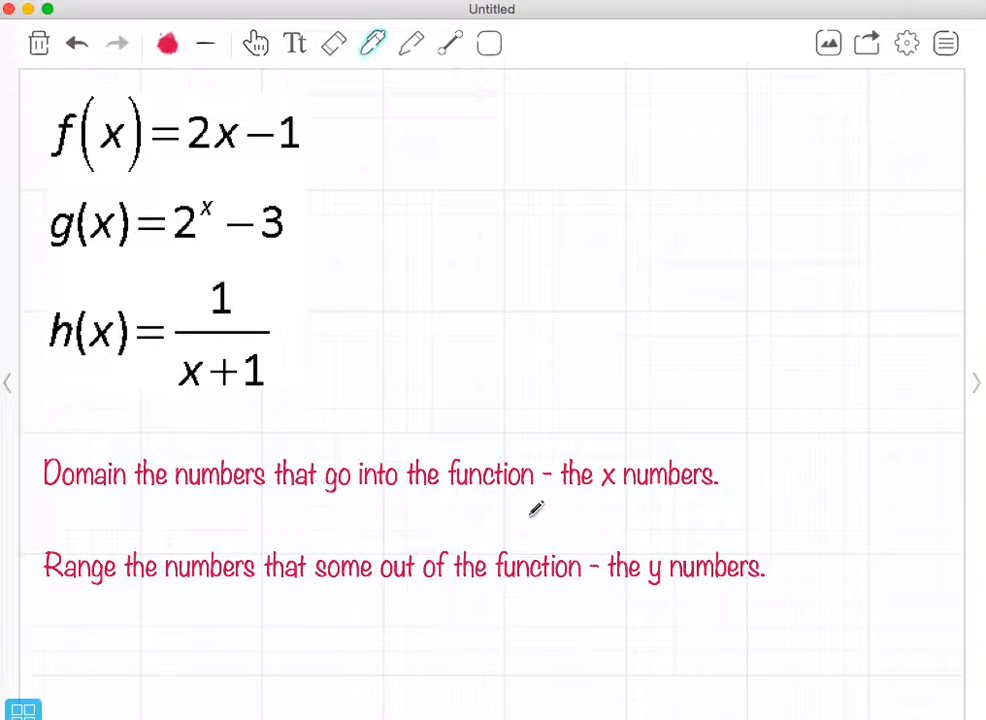 Untitled
Tt
f(x)=2x−1
g(x)=2^x −3
h(x)= 1/(x+1)
Domain the numbers that go into the function - the x numbers.
Range the numbers that some out of the function - the y numbers.